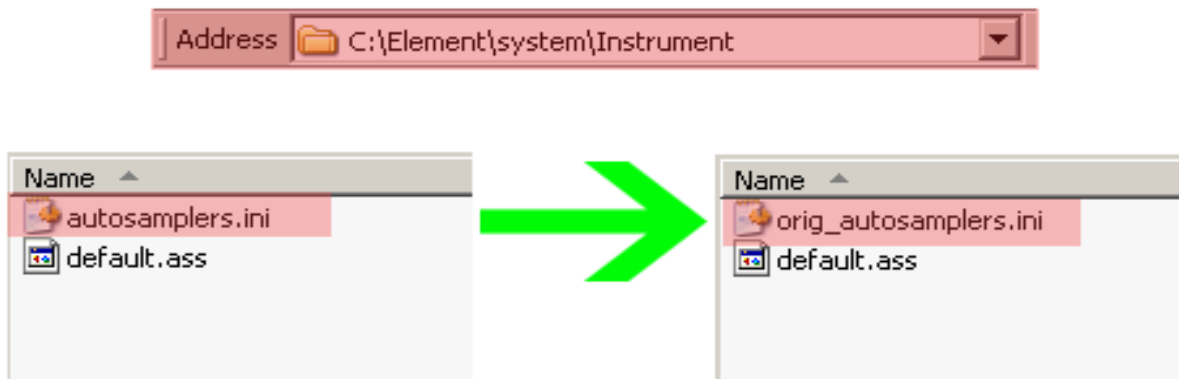 Address C:\Element\system\Instrument
Name
autosamplers.ini
default.ass
Name
orig_autosamplers.ini
default.ass